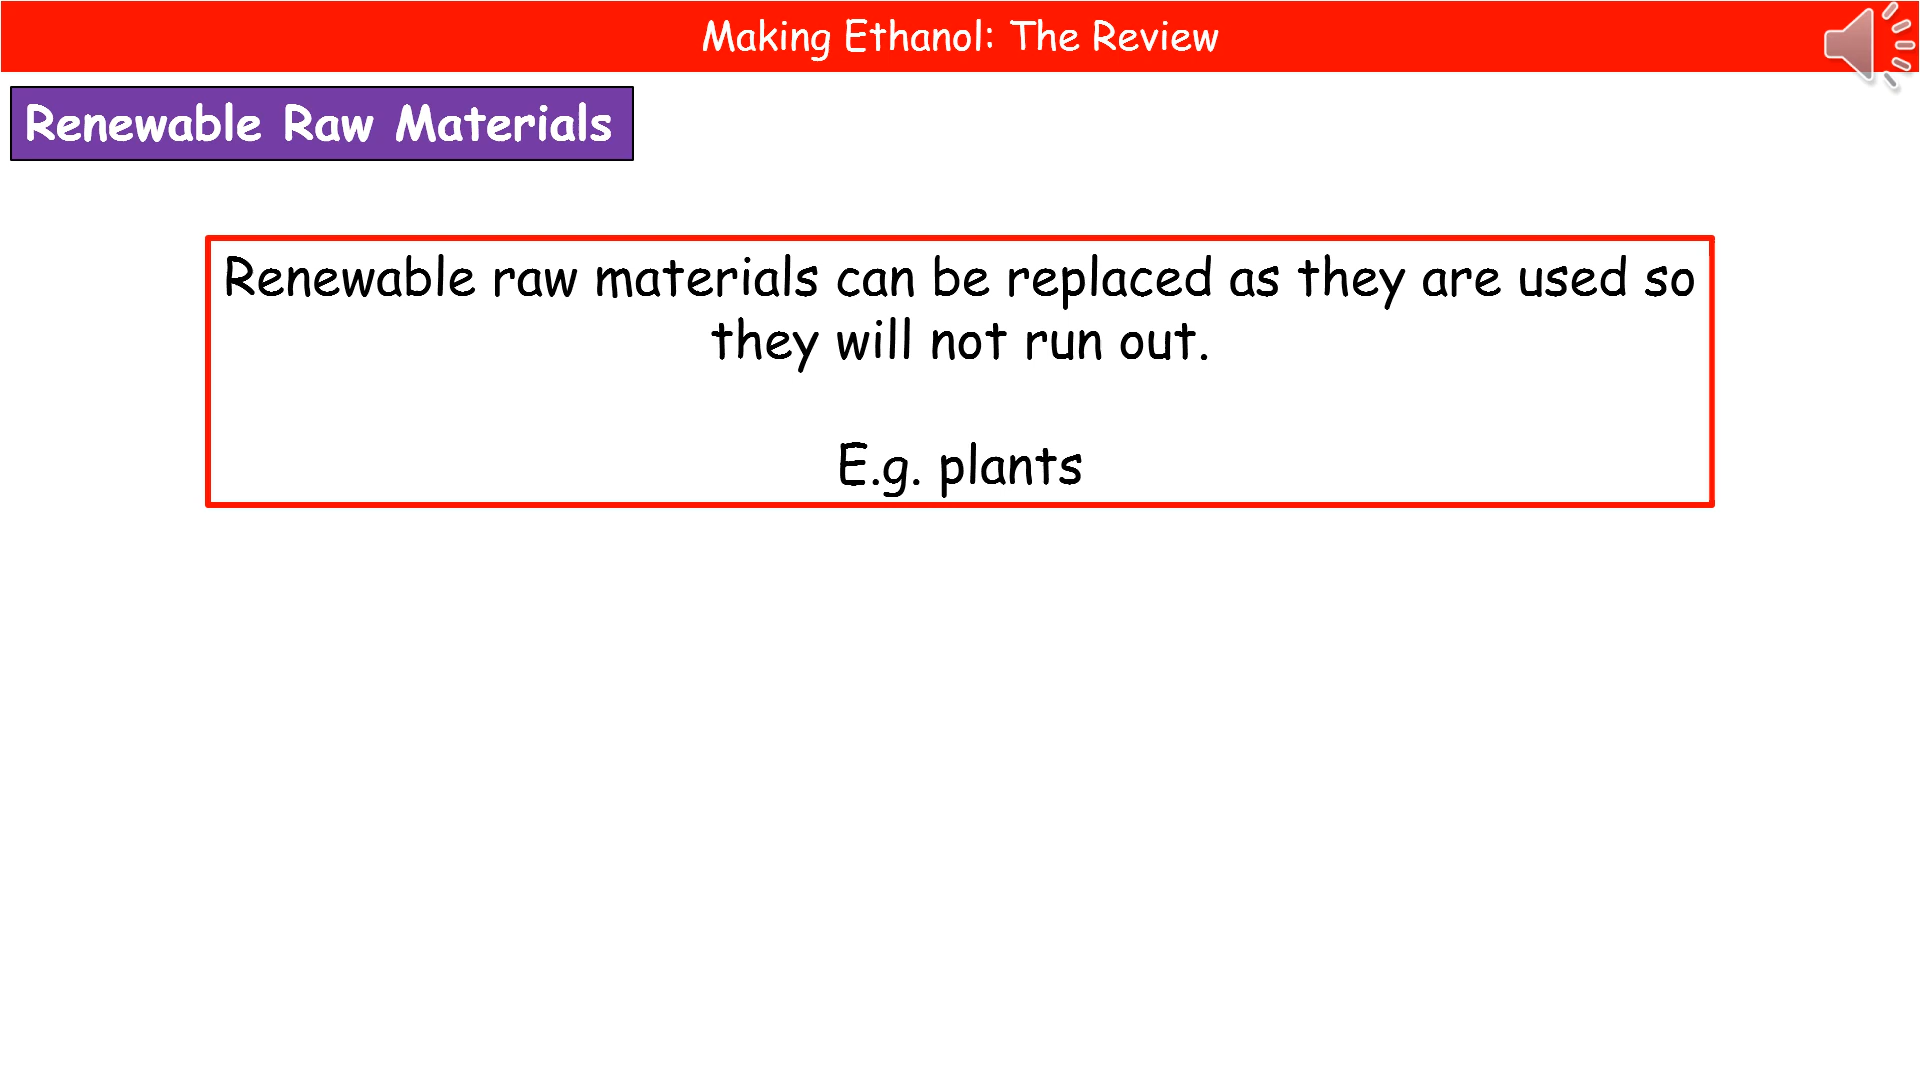 Making Ethanol: The Review
Renewable Raw Materials
Renewable raw materials can be replaced as they are used so
they will not run out.
E.g. plants